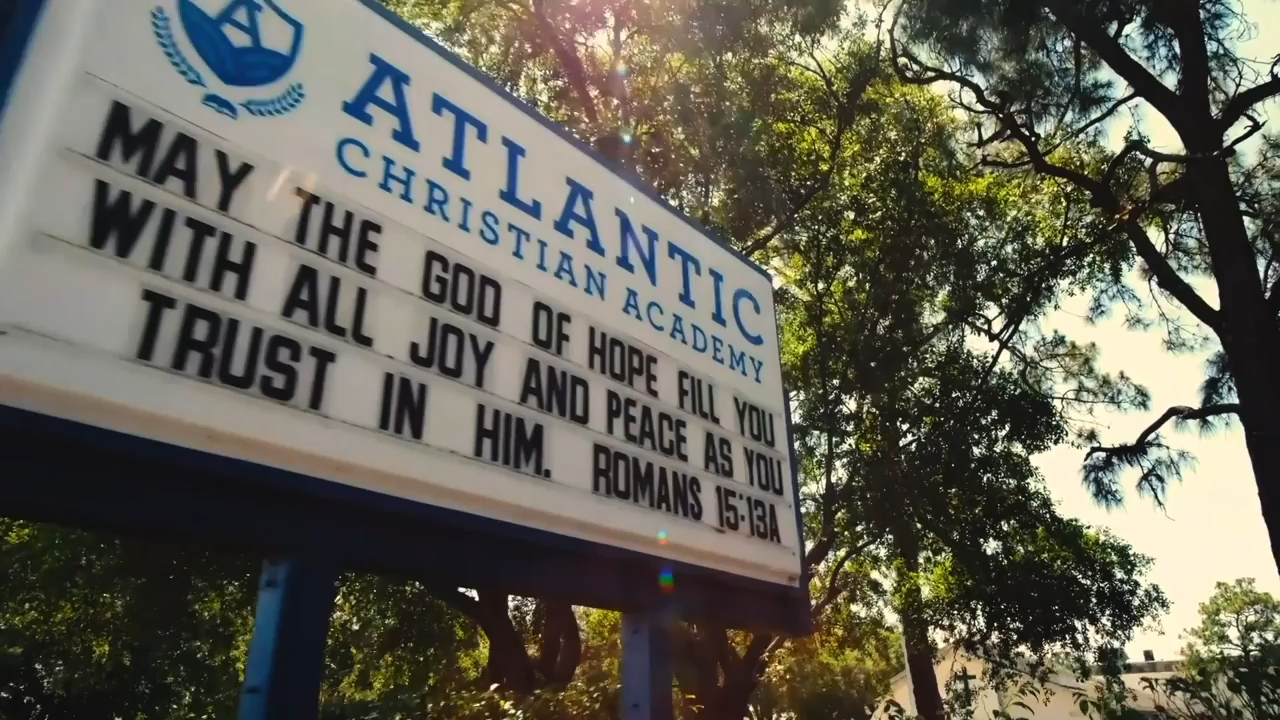 ATLANTIC
CHRISTIAN ACADEMY
MAY THE GOD OF HOPE FILL YOU
WITH ALL JOY AND PEACE AS YOU
TRUST IN HIM. ROMANS 15:13A